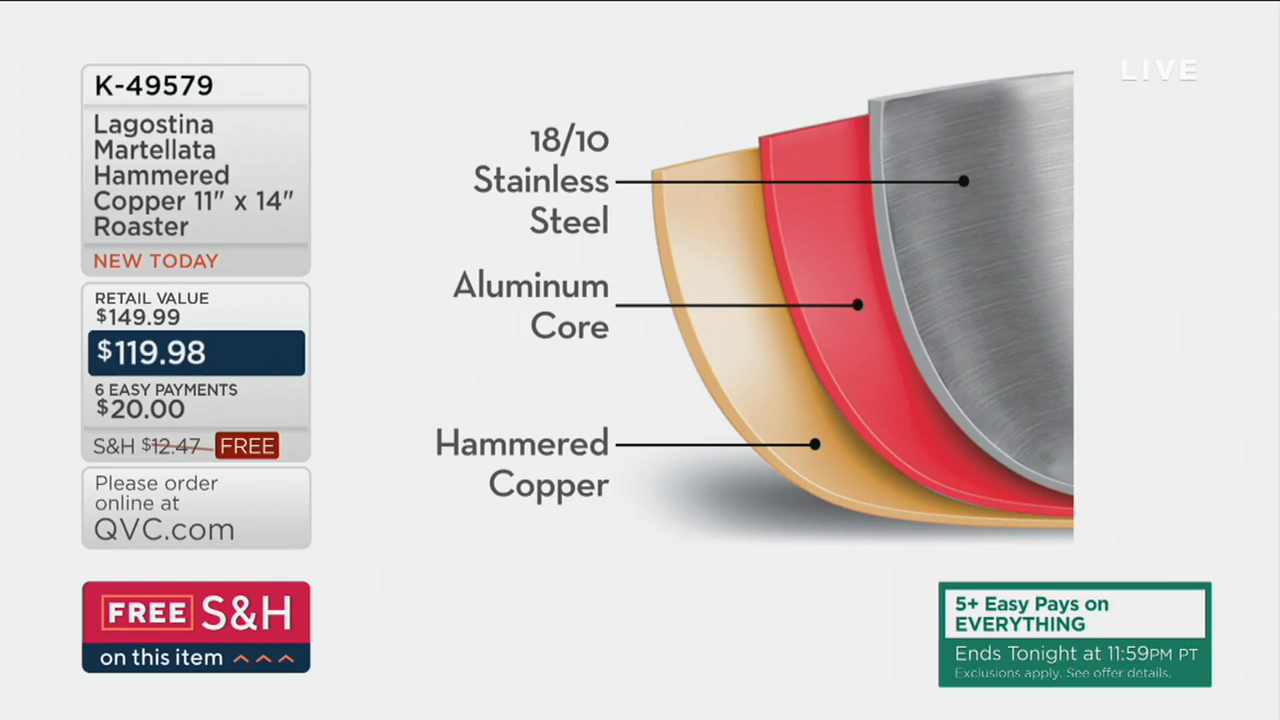 K-49579
Lagostina
Martellata
Hammered
Copper 11" x 14"
Roaster
NEW TODAY
RETAIL VALUE
$149.99
$119.98
6 EASY PAYMENTS
$20.00
S&H $12.47 FREE
Please order
online at
QVC.com
FREE S&H
on this item
LIVE
18/10
Stainless
Steel
Aluminum
Core
Hammered
Copper
5+ Easy Pays on
EVERYTHING
Ends Tonight at 11:59PM PT
Exclusions apply. See offer details.